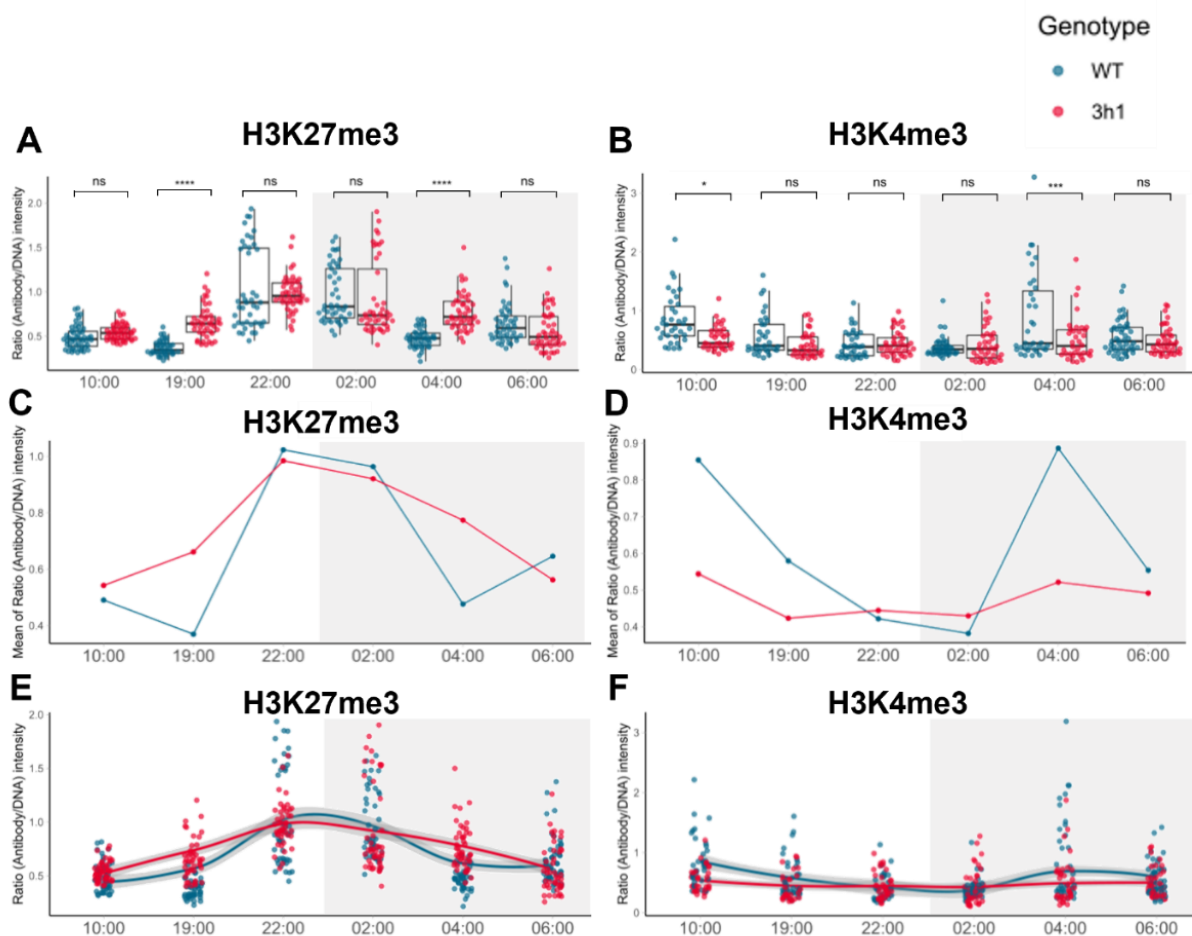 Genotype
WT
3h1
A
H3K27me3
Ratio (Antibody/DNA) intensity
2.0
1.5
1.0
0.5
ns
****
ns
ns
****
ns
10:00 19:00 22:00 02:00 04:00 06:00
B
H3K4me3
Ratio (Antibody/DNA) intensity
3
2
1
0
*
ns
ns
ns
***
ns
10:00 19:00 22:00 02:00 04:00 06:00
C
H3K27me3
Mean of Ratio (Antibody/DNA) intensity
1.0
0.8
0.6
0.4
10:00 19:00 22:00 02:00 04:00 06:00
D
H3K4me3
Mean of Ratio (Antibody/DNA) intensity
0.9
0.8
0.7
0.6
0.5
0.4
10:00 19:00 22:00 02:00 04:00 06:00
E
H3K27me3
Ratio (Antibody/DNA) intensity
2.0
1.5
1.0
0.5
10:00 19:00 22:00 02:00 04:00 06:00
F
H3K4me3
Ratio (Antibody/DNA) intensity
3
2
1
0
10:00 19:00 22:00 02:00 04:00 06:00